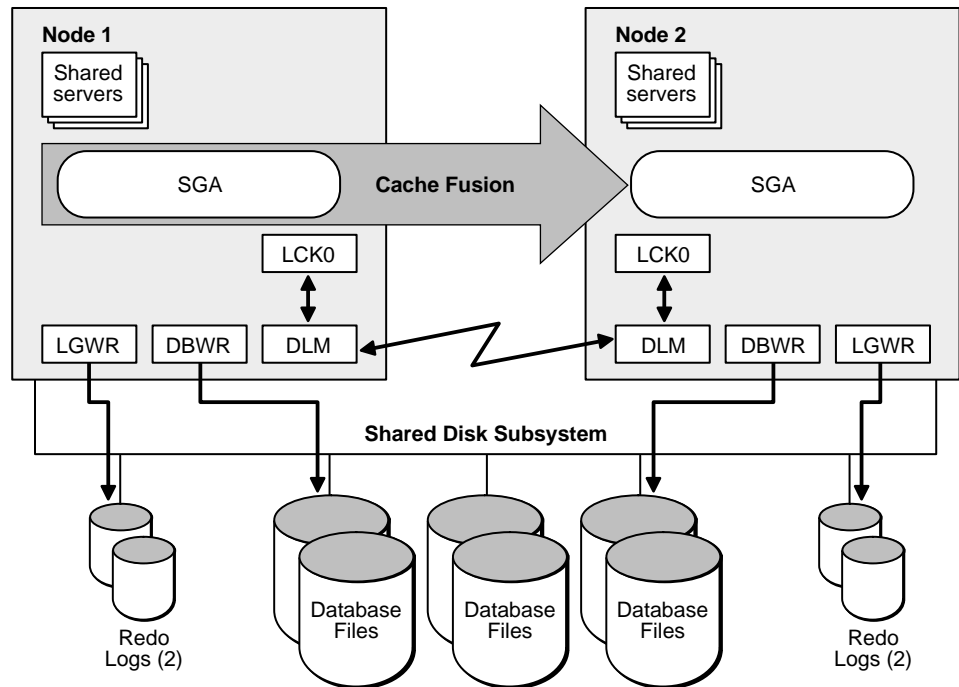 Node 1
Shared
servers
SGA
Cache Fusion
LCK0
LGWR
DBWR
DLM
Node 2
Shared
servers
SGA
LCK0
DLM
DBWR
LGWR
Shared Disk Subsystem
Redo
Logs (2)
Database
Files
Database
Files
Database
Files
Redo
Logs (2)